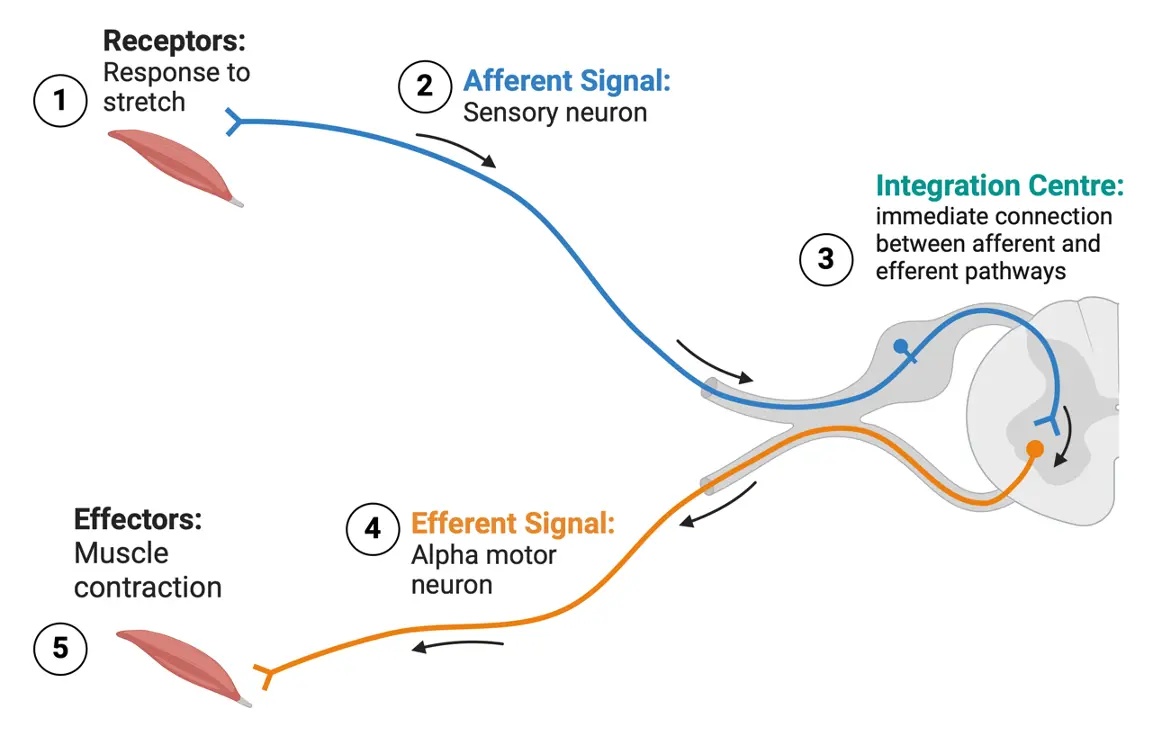 1
Receptors:
Response to
stretch
2
Afferent Signal:
Sensory neuron
3
Integration Centre:
immediate connection
between afferent and
efferent pathways
4
Efferent Signal:
Alpha motor
neuron
5
Effectors:
Muscle
contraction